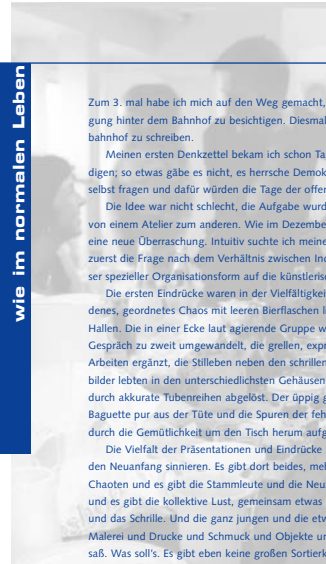 wie im normalen Leben
Zum 3. mal habe ich mich auf den Weg gemacht,
gung hinter dem Bahnhof zu besichtigen. Diesmal
bahnhof zu schreiben.
Meinen ersten Denkzettel bekam ich schon Ta
digen; so etwas gäbe es nicht, es herrsche Demok
selbst fragen und dafür würden die Tage der offer
Die Idee war nicht schlecht, die Aufgabe wurd
von einem Atelier zum anderen. Wie im Dezembe
eine neue Überraschung. Intuitiv suchte ich meine
zuerst die Frage nach dem Verhältnis zwischen Inc
ser spezieller Organisationsform auf die künstleris
Die ersten Eindrücke waren in der Vielfältigkei
denes, geordnetes Chaos mit leeren Bierflaschen li
Hallen. Die in einer Ecke laut agierende Gruppe w
Gespräch zu zweit umgewandelt, die grellen, expr
Arbeiten ergänzt, die Stilleben neben den schrillen
bilder lebten in den unterschiedlichsten Gehäusen
durch akkurate Tubenreihen abgelöst. Der üppig g
Baguette pur aus der Tüte und die Spuren der feh
durch die Gemütlichkeit um den Tisch herum aufg
Die Vielfalt der Präsentationen und Eindrücke
den Neuanfang sinnieren. Es gibt dort beides, meh
Chaoten und es gibt die Stammleute und die Neu
und es gibt die kollektive Lust, gemeinsam etwas
und das Schrille. Und die ganz jungen und die etw
Malerei und Drucke und Schmuck und Objekte ur
saß. Was soll's. Es gibt eben keine großen Sortierk